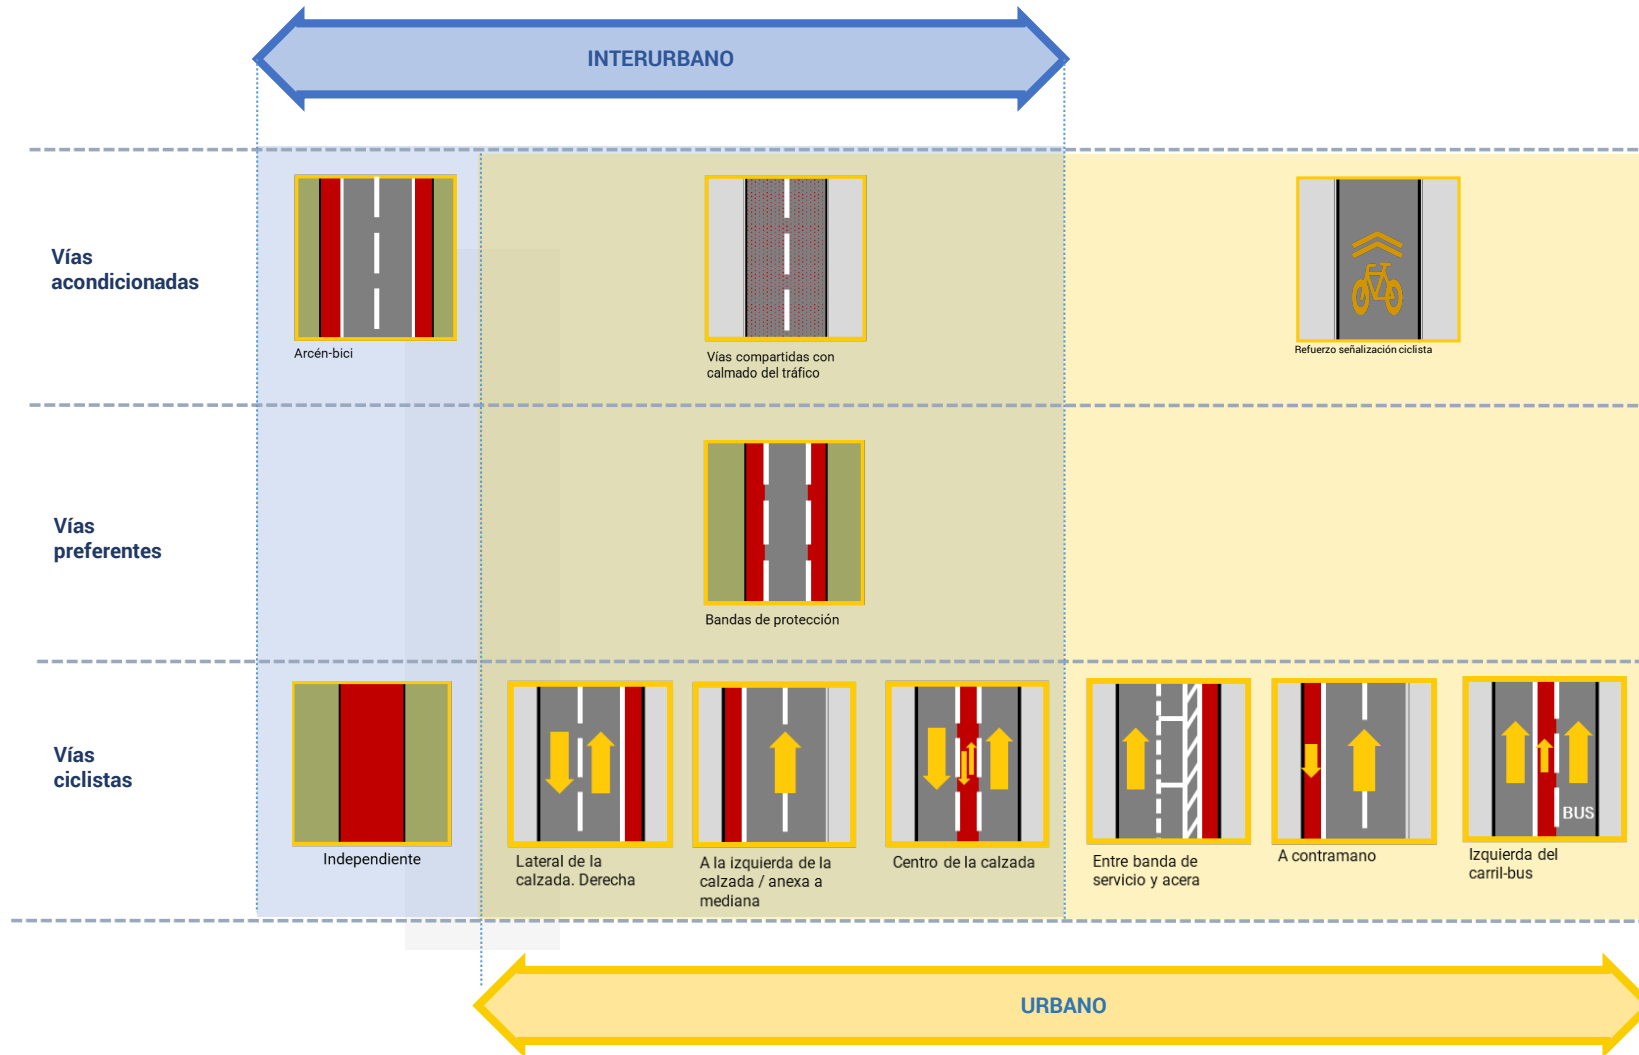 INTERURBANO
Vías
acondicionadas
Arcén-bici
Vías compartidas con
calmado del tráfico
Refuerzo señalización ciclista
Vías
preferentes
Bandas de protección
Vías
ciclistas
BUS
Independiente
Lateral de la
calzada. Derecha
A la izquierda de la
calzada / anexa a
mediana
Centro de la calzada
Entre banda de
servicio y acera
A contramano
Izquierda del
carril-bus
URBANO